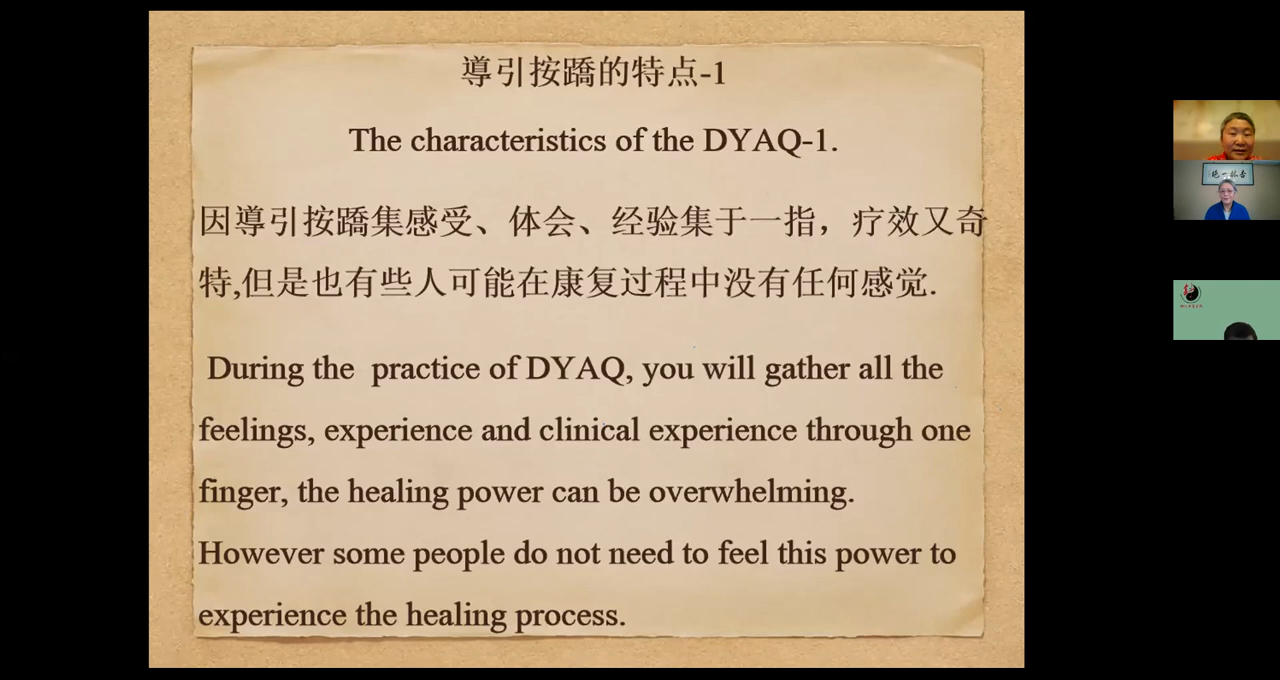 導引按蹻的特点-1
The characteristics of the DYAQ-1.
因導引按蹻集感受、体会、经验集于一指，疗效又奇
特,但是也有些人可能在康复过程中没有任何感觉.
During the practice of DYAQ, you will gather all the
feelings, experience and clinical experience through one
finger, the healing power can be overwhelming.
However some people do not need to feel this power to
experience the healing process.